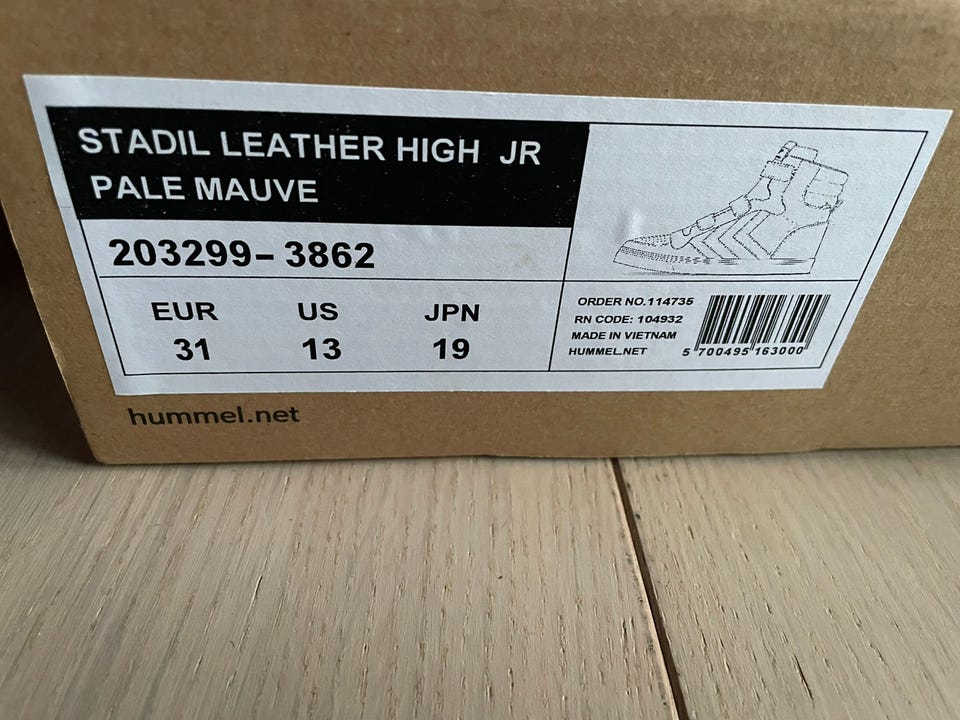 STADIL LEATHER HIGH JR
PALE MAUVE
203299-3862
EUR US JPN
31 13 19
ORDER NO.114735
RN CODE: 104932
MADE IN VIETNAM
HUMMEL.NET
5 700495 163000
hummel.net